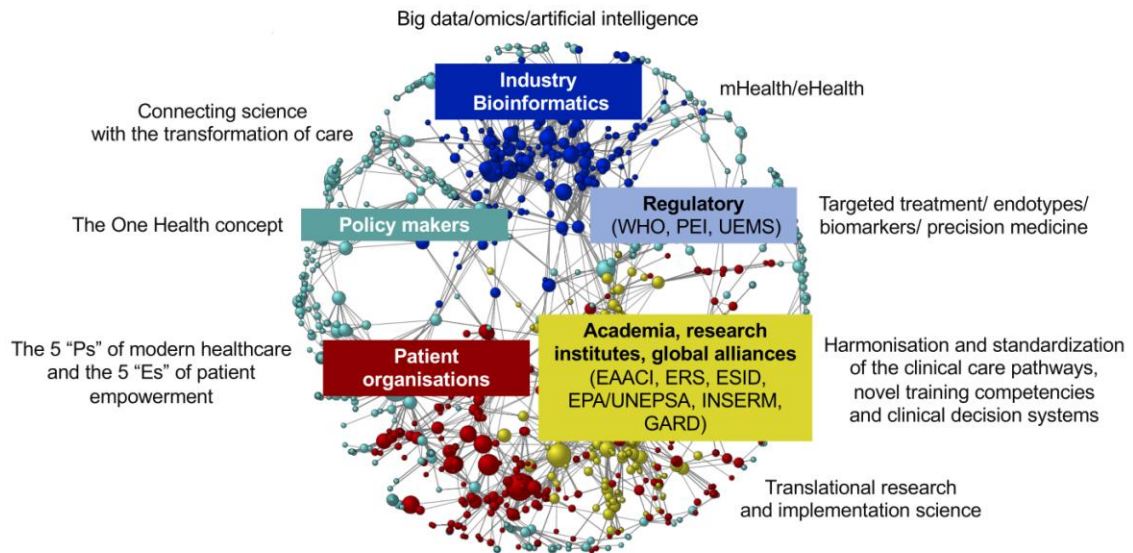 Big data/omics/artificial intelligence
Industry
Bioinformatics
mHealth/eHealth
Connecting science
with the transformation of care
The One Health concept
Policy makers
Regulatory
(WHO, PEI, UEMS)
Targeted treatment/ endotypes/
biomarkers/ precision medicine
The 5 “Ps” of modern healthcare
and the 5 “Es” of patient
empowerment
Patient
organisations
Academia, research
institutes, global alliances
(EAACI, ERS, ESID,
EPA/UNEPSA, INSERM,
GARD)
Harmonisation and standardization
of the clinical care pathways,
novel training competencies
and clinical decision systems
Translational research
and implementation science